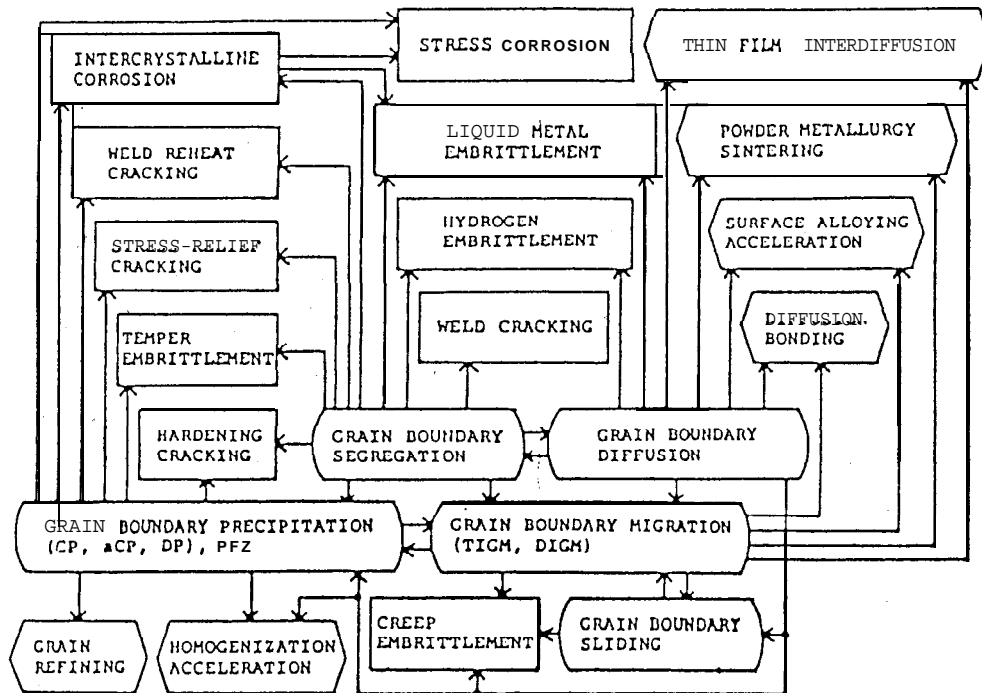 STRESS CORROSION
THIN FILM INTERDIFFUSION
INTERCRYSTALLINE
CORROSION
LIQUID METAL
EMBRITTLEMENT
POWDER METALLURGY
SINTERING
WELD REHEAT
CRACKING
HYDROGEN
EMBRITTLEMENT
SURFACE ALLOYING
ACCELERATION
STRESS-RELIEF
CRACKING
WELD CRACKING
DIFFUSION.
BONDING
TEMPER
EMBRITTLEMENT
HARDENING
CRACKING
GRAIN BOUNDARY
SEGREGATION
GRAIN BOUNDARY
DIFFUSION
GRAIN BOUNDARY PRECIPITATION
(CP, aCP, DP), PFZ
GRAIN BOUNDARY MIGRATION
(TIGM, DIGM)
GRAIN
REFINING
HOMOGENIZATION
ACCELERATION
CREEP
EMBRITTLEMENT
GRAIN BOUNDARY
SLIDING